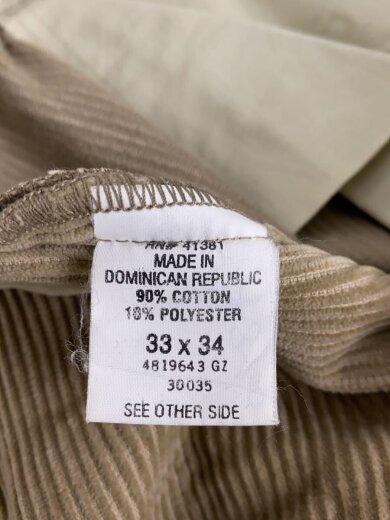 RN# 41381
MADE IN
DOMINICAN REPUBLIC
90% COTTON
10% POLYESTER
33 x 34
4819643 GZ
30035
SEE OTHER SIDE